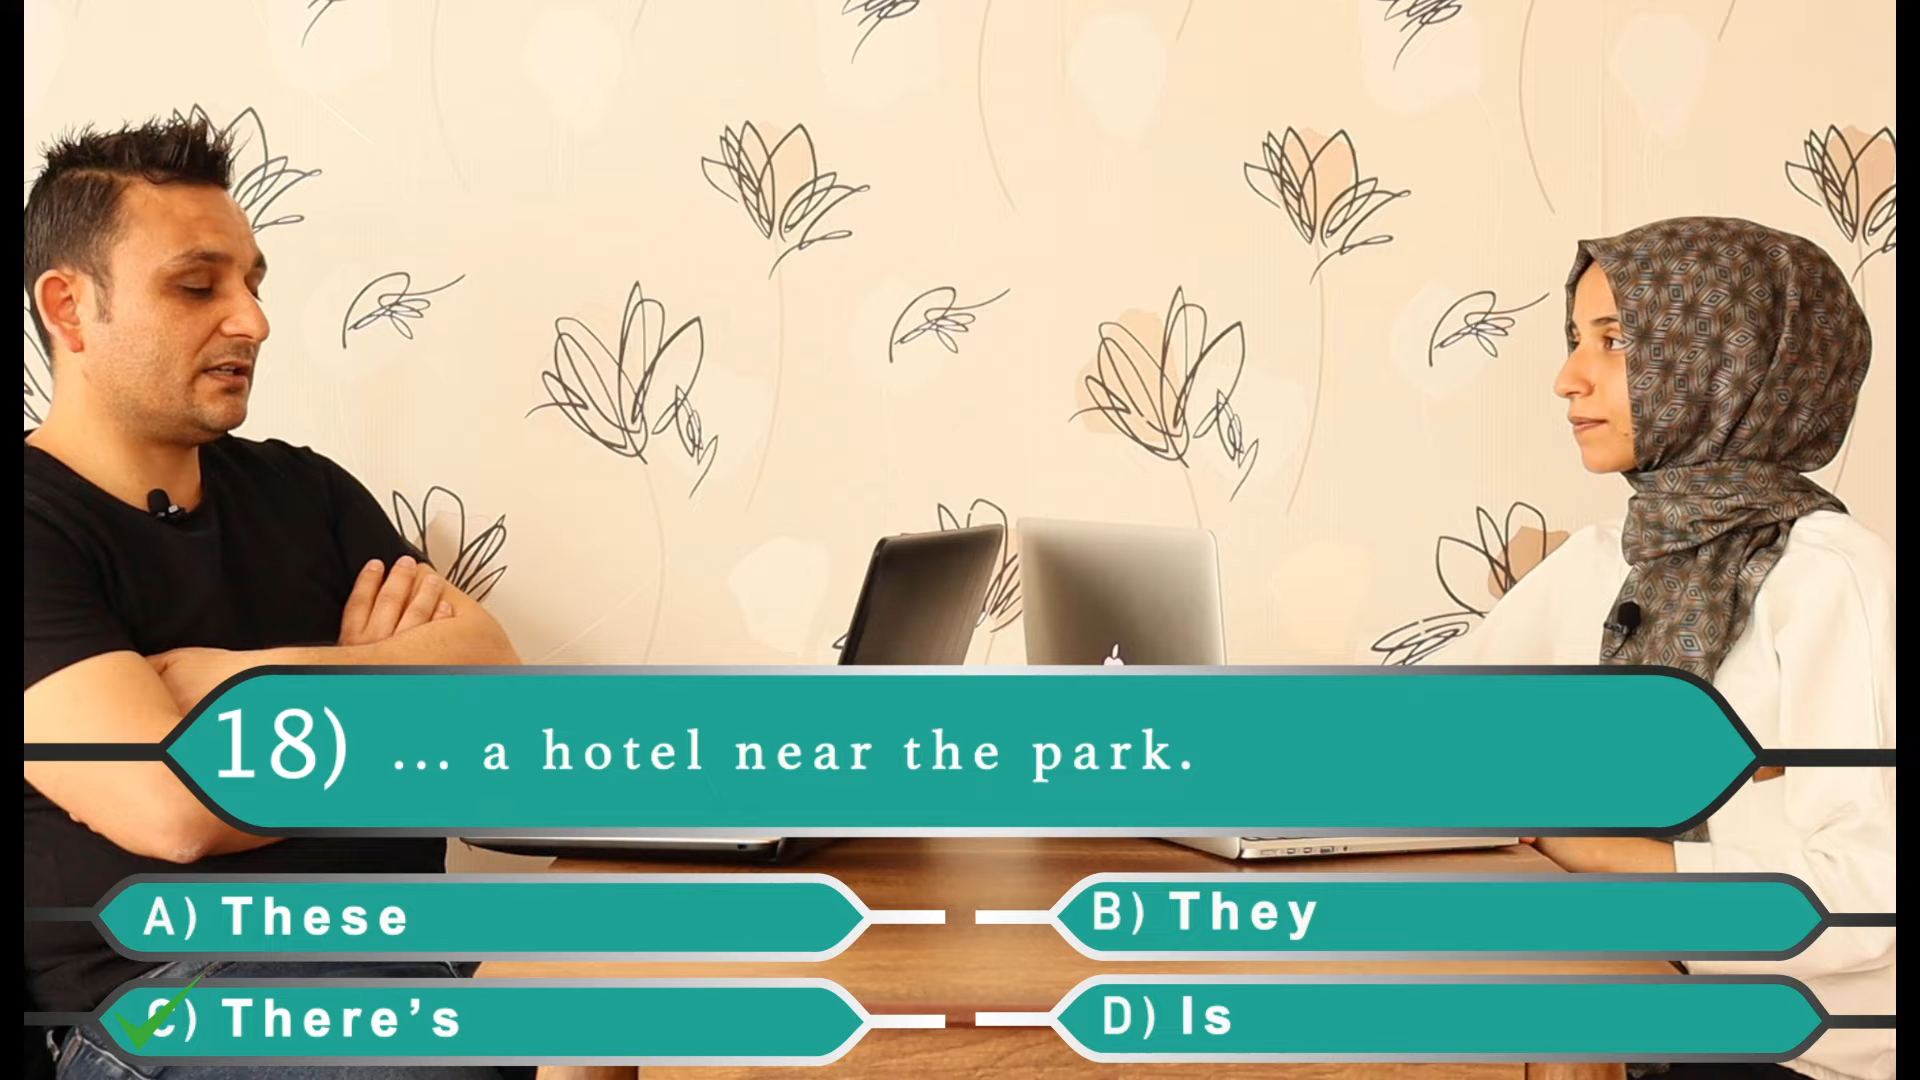 18) ... a hotel near the park.
A) These
B) They
C) There's
D) Is